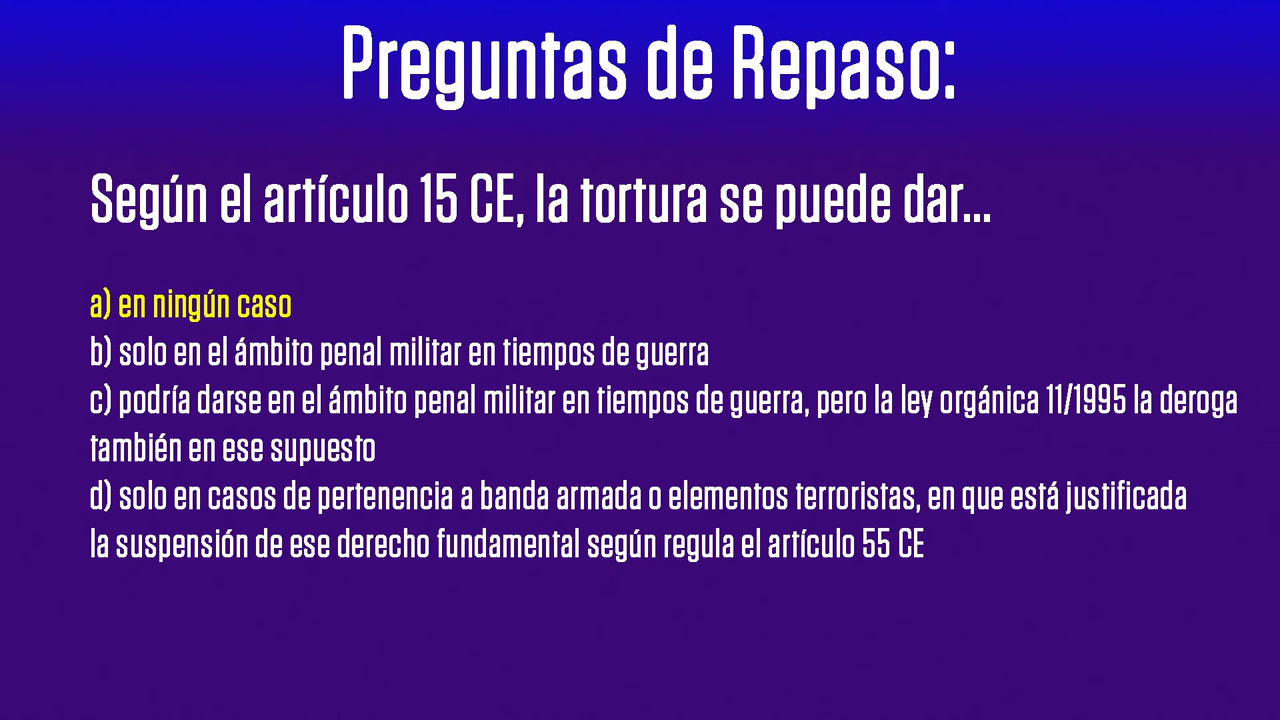 Preguntas de Repaso:
Según el artículo 15 CE, la tortura se puede dar...
a) en ningún caso
b) solo en el ámbito penal militar en tiempos de guerra
c) podría darse en el ámbito penal militar en tiempos de guerra, pero la ley orgánica 11/1995 la deroga
también en ese supuesto
d) solo en casos de pertenencia a banda armada o elementos terroristas, en que está justificada
la suspensión de ese derecho fundamental según regula el artículo 55 CE